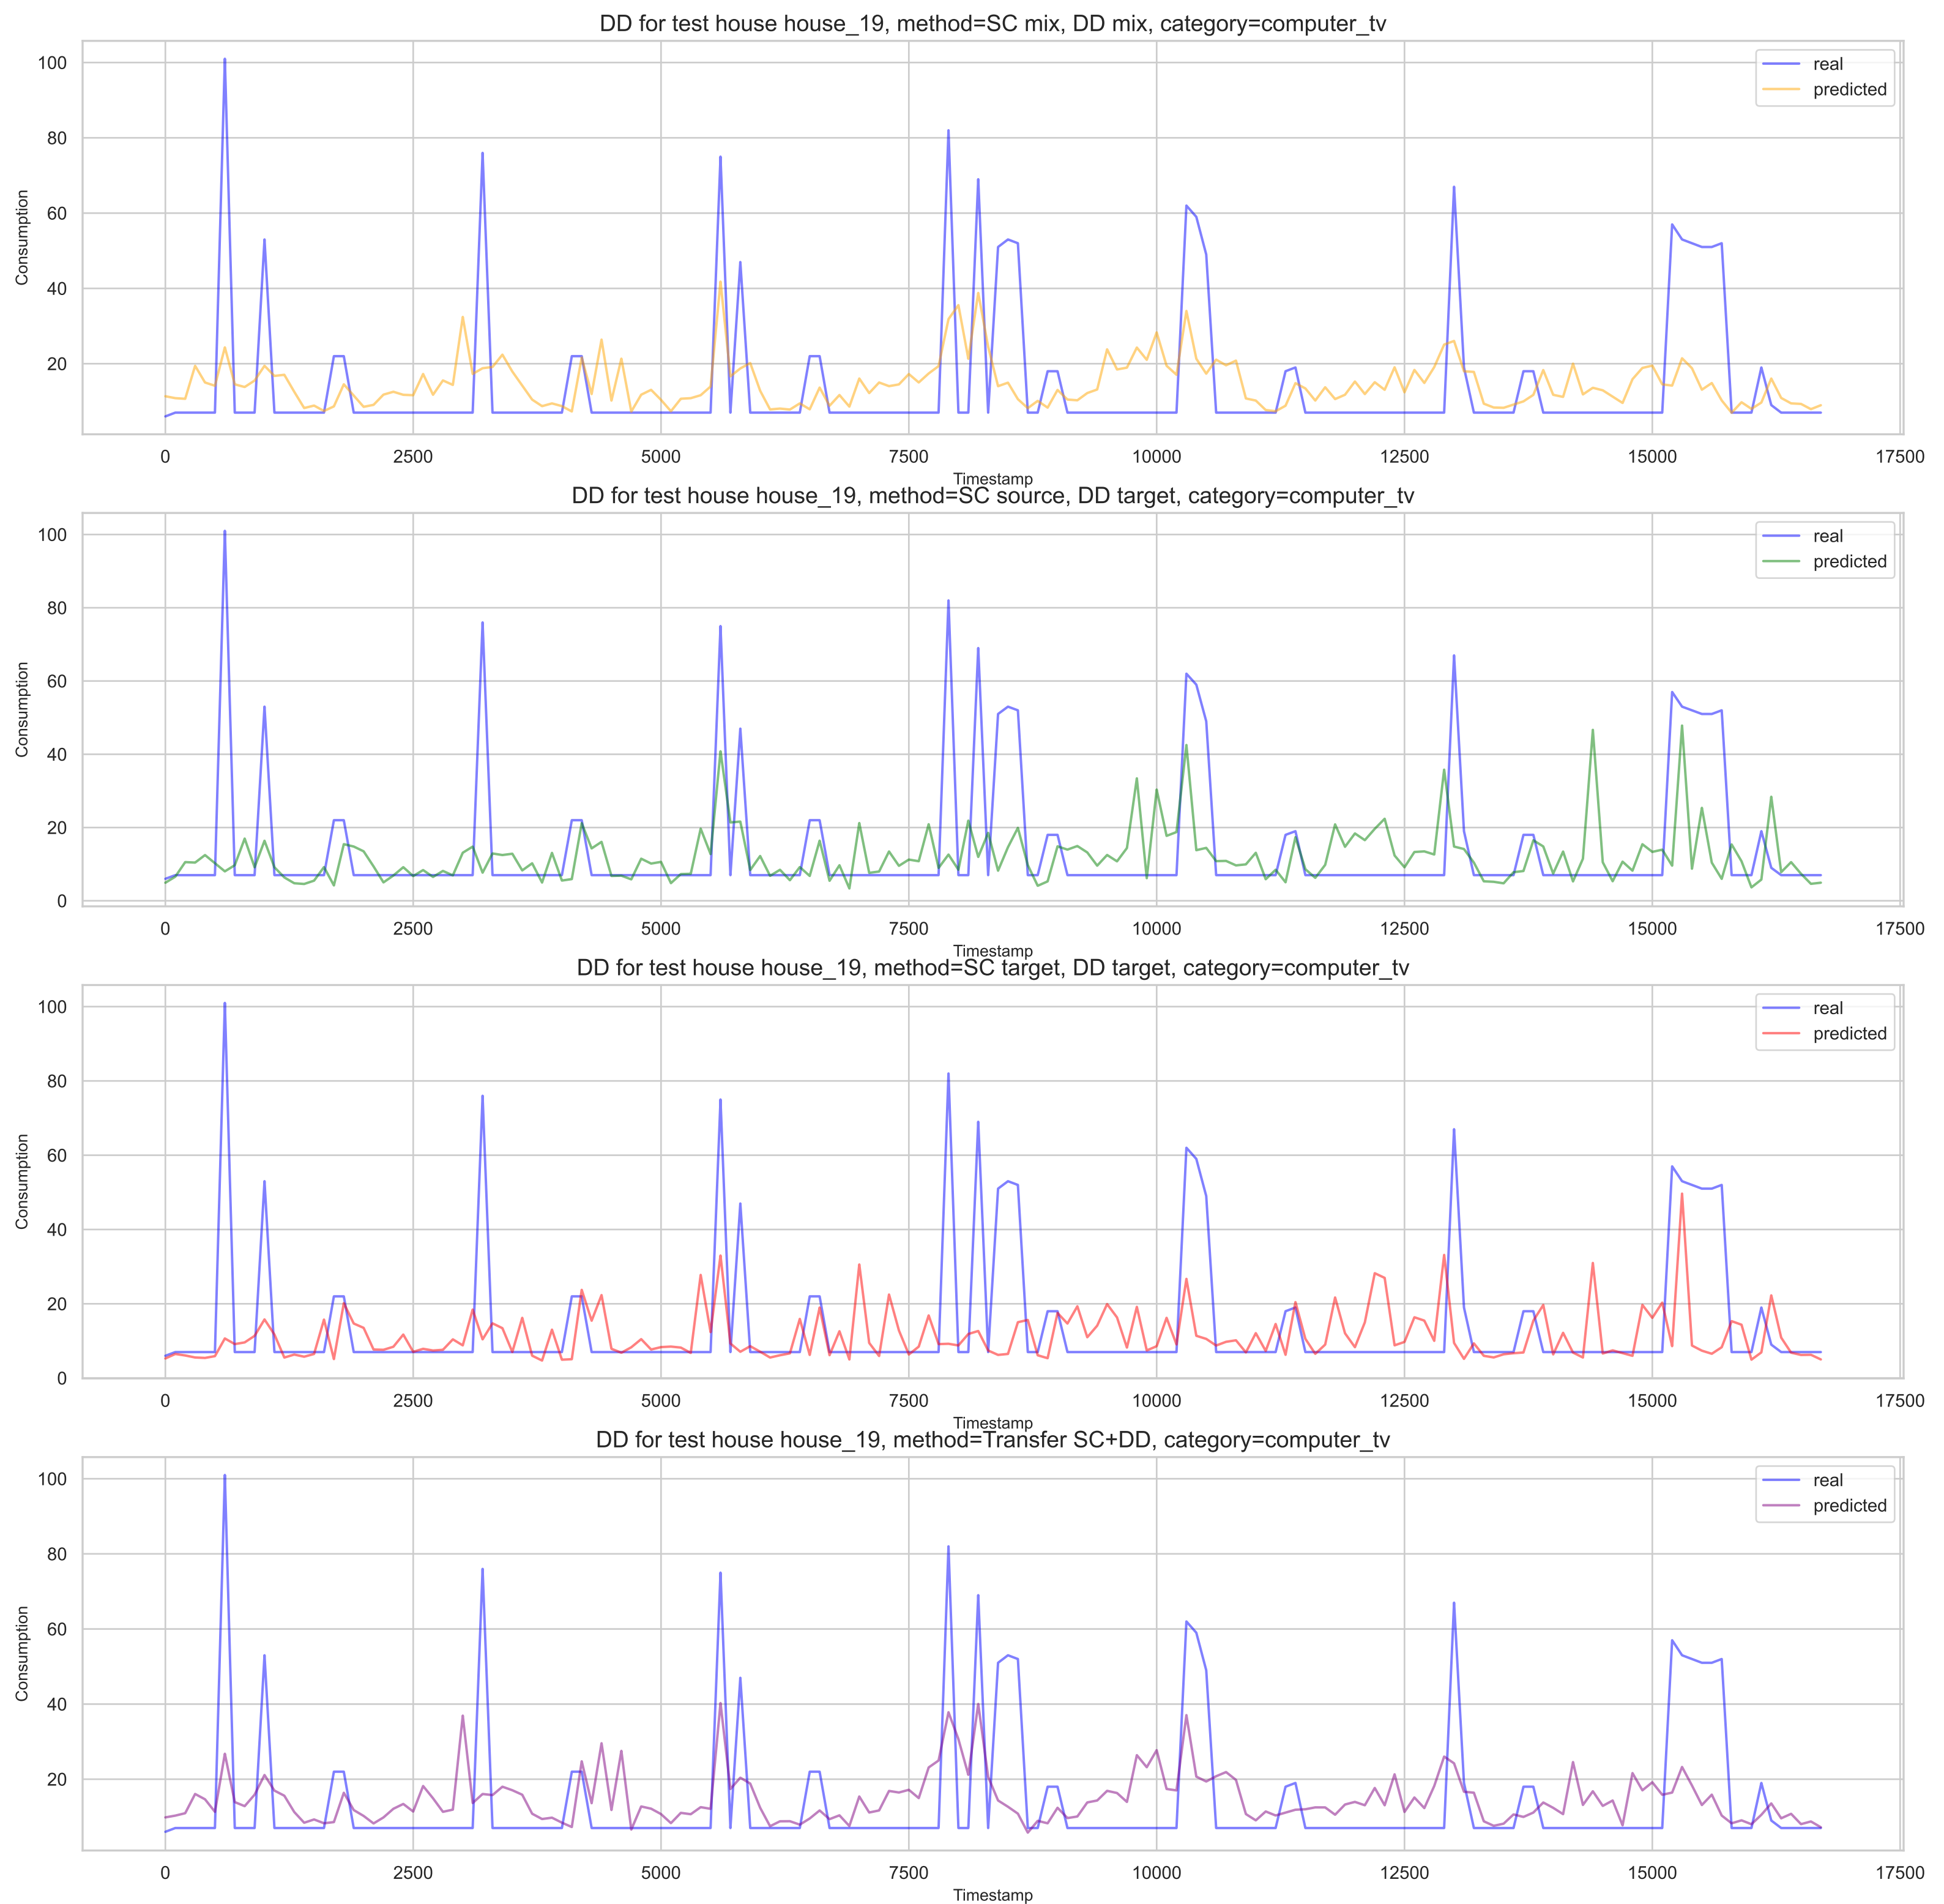 DD for test house house_19, method=SC mix, DD mix, category=computer_tv
real
predicted
Consumption
100
80
60
40
20
0 2500 5000 7500 10000 12500 15000 17500
Timestamp
DD for test house house_19, method=SC source, DD target, category=computer_tv
real
predicted
Consumption
100
80
60
40
20
0
0 2500 5000 7500 10000 12500 15000 17500
Timestamp
DD for test house house_19, method=SC target, DD target, category=computer_tv
real
predicted
Consumption
100
80
60
40
20
0
0 2500 5000 7500 10000 12500 15000 17500
Timestamp
DD for test house house_19, method=Transfer SC+DD, category=computer_tv
real
predicted
Consumption
100
80
60
40
20
0 2500 5000 7500 10000 12500 15000 17500
Timestamp